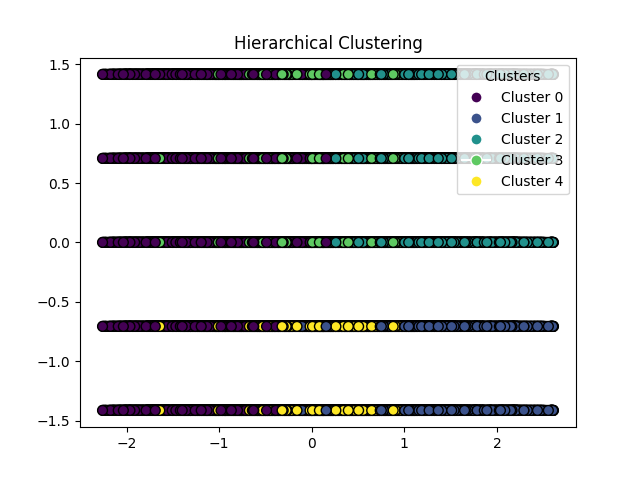 Hierarchical Clustering
1.5
1.0
0.5
0.0
−0.5
−1.0
−1.5
−2
−1
0
1
2
Clusters
Cluster 0
Cluster 1
Cluster 2
Cluster 3
Cluster 4